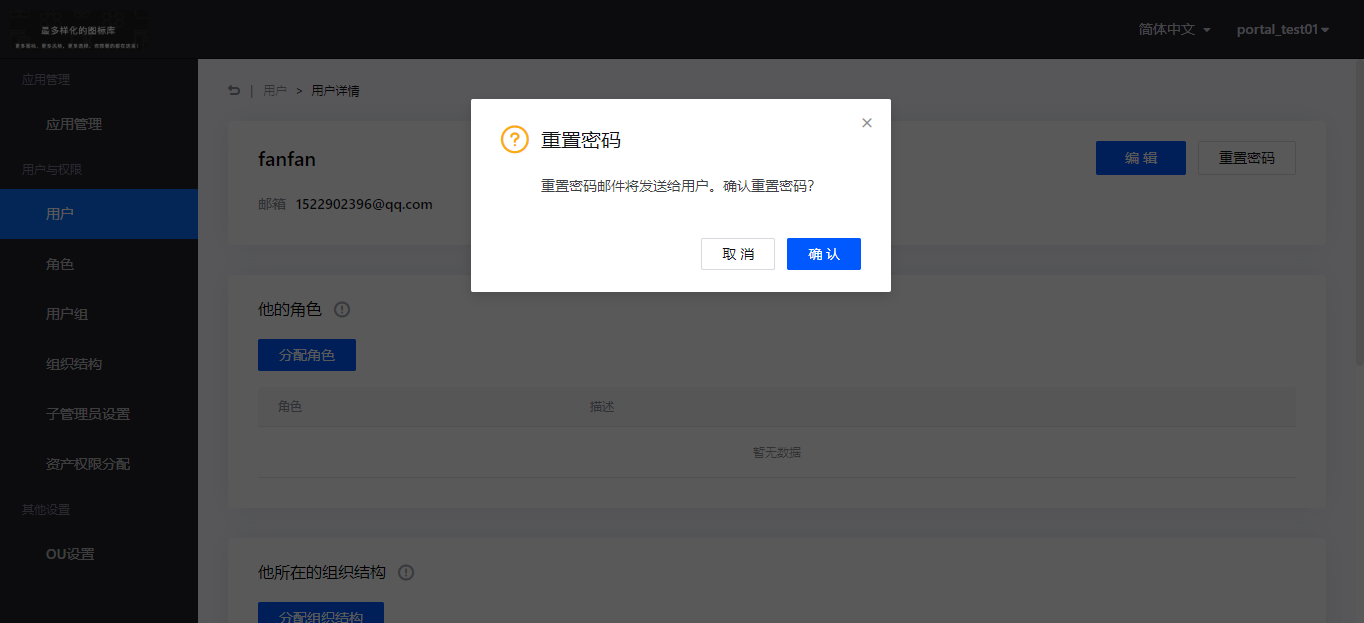 最多样化的图标库
简体中文
portal_test01
应用管理
应用管理
用户与权限
用户
角色
用户组
组织结构
子管理员设置
资产权限分配
其他设置
OU设置
| 用户 > 用户详情
fanfan
编 辑
重置密码
邮箱 1522902396@qq.com
重置密码
重置密码邮件将发送给用户。确认重置密码?
取 消
确 认
他的角色
分配角色
角色 描述
暂无数据
他所在的组织结构
分配组织结构